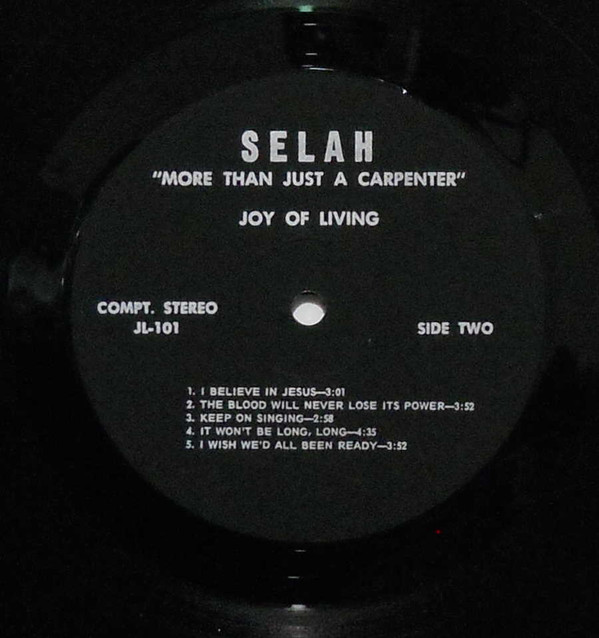 SELAH
"MORE THAN JUST A CARPENTER"
JOY OF LIVING
COMPT. STEREO
JL-101
SIDE TWO
1. I BELIEVE IN JESUS—3:01
2. THE BLOOD WILL NEVER LOSE ITS POWER—3:52
3. KEEP ON SINGING—2:58
4. IT WON'T BE LONG, LONG—4:35
5. I WISH WE'D ALL BEEN READY—3:52